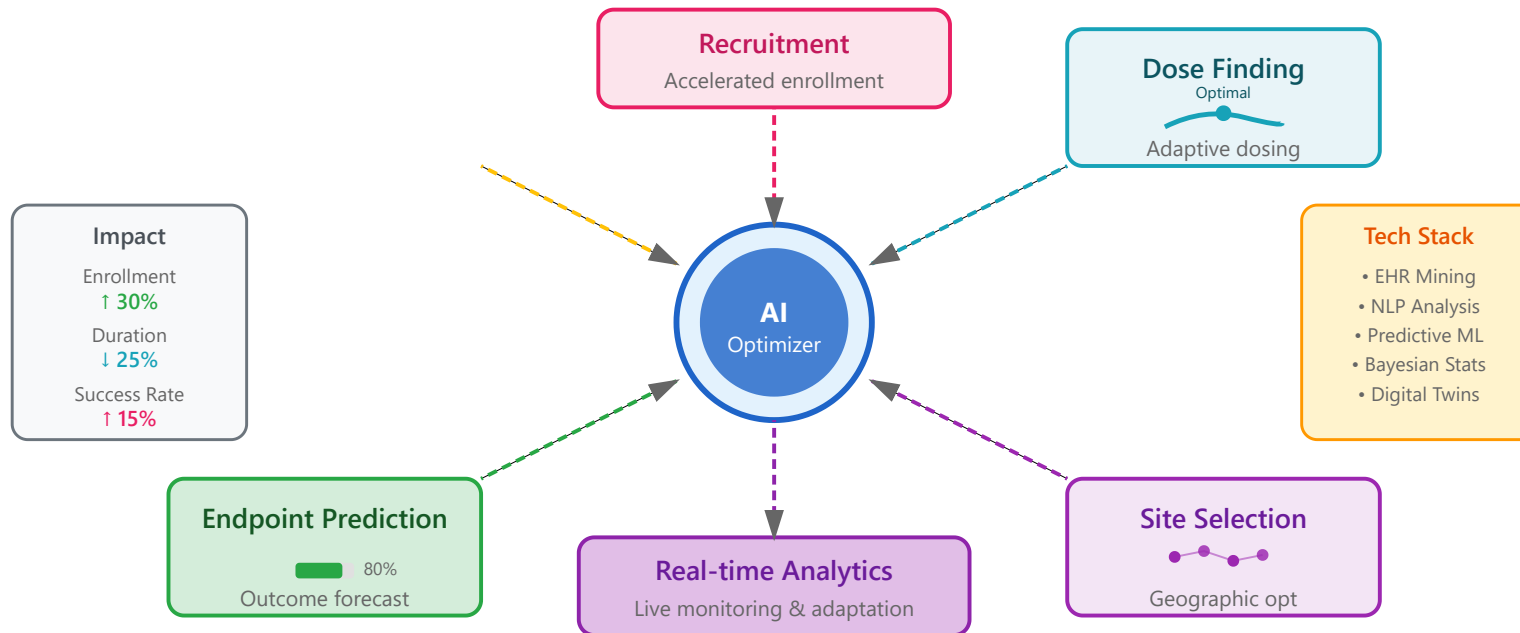 Recruitment
Accelerated enrollment
Dose Finding
Optimal
Adaptive dosing
Impact
Enrollment
↑ 30%
Duration
↓ 25%
Success Rate
↑ 15%
AI
Optimizer
Tech Stack
• EHR Mining
• NLP Analysis
• Predictive ML
• Bayesian Stats
• Digital Twins
Endpoint Prediction
80%
Outcome forecast
Real-time Analytics
Live monitoring & adaptation
Site Selection
Geographic opt